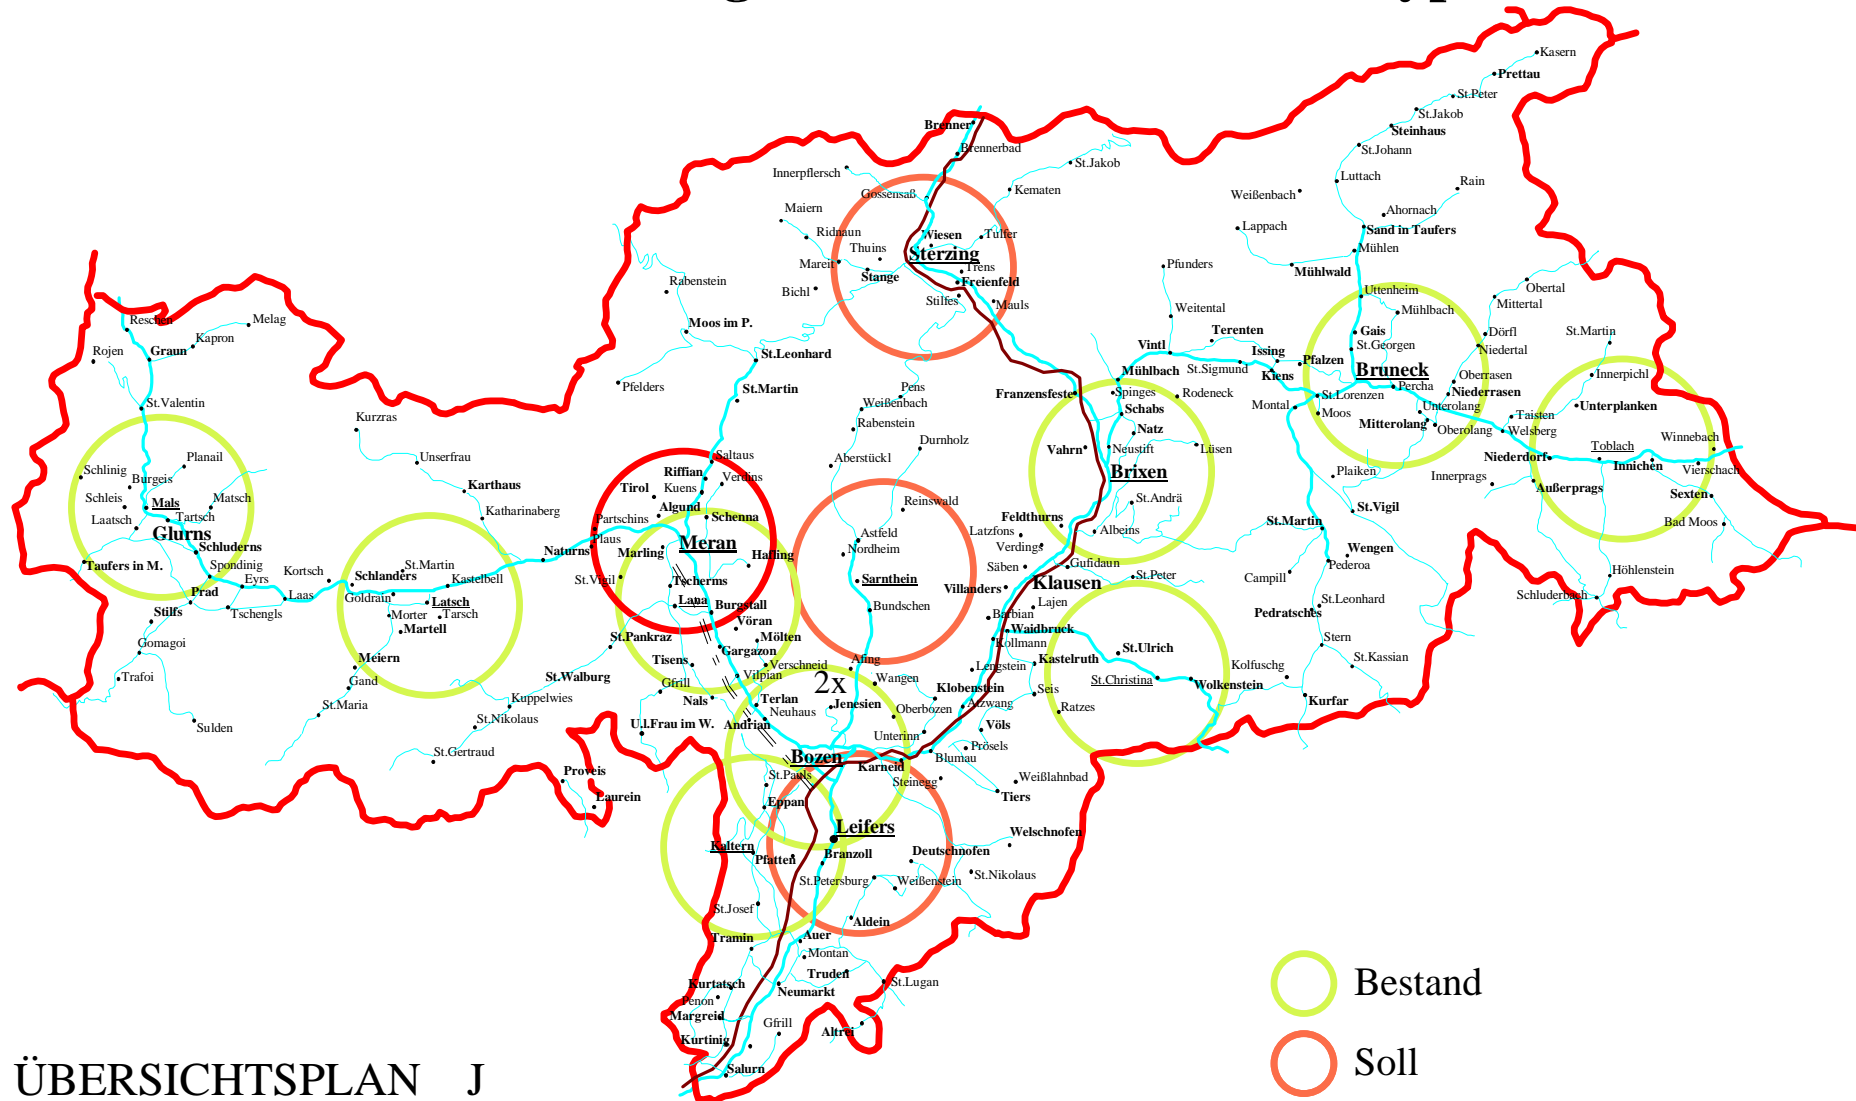 Kasern
Prettau
St.Peter
St.Jakob
Steinhaus
St.Johann
Luttach
Rain
Weißenbach
Ahornach
Lappach
Sand in Taufers
Mühlen
Mühlwald
Brenner
Brennerbad
St.Jakob
Innerpflersch
Gossensaß
Kematen
Maiern
Ridnaun
Thuins
Wiesen
Tulfer
Sterzing
Mareit
Stange
Trens
Freienfeld
Bichl
Stilfes
Mauls
Pfunders
Weitental
Uttenheim
Mühlbach
Obertal
Mittertal
Rabenstein
Moos im P.
St.Leonhard
Pfelders
St.Martin
Reschen
Melag
Kapron
Rojen
Graun
St.Valentin
Terenten
Vintl
Issing
Pfalzen
St.Sigmund
Kiens
Gais
St.Georgen
Dörfl
Niedertal
St.Martin
Bruneck
Percha
Oberrasen
Niederrasen
Innerpichl
Unterplanken
Mühlbach
Spinges
Rodeneck
Franzensfeste
Schabs
Natz
Montal
St.Lorenzen
Moos
Unterolang
Mitterolang
Oberolang
Taisten
Welsberg
Vahrn
Neustift
Lüsen
Brixen
Niederdorf
Toblach
Winnebach
Innichen
Vierschach
Sexten
Bad Moos
Innerprags
Außerprags
Plaiken
Pens
Weißenbach
Rabenstein
Durnholz
Aberstückl
Kurzras
Unserfrau
Karthaus
Katharinaberg
Schlinig
Planail
Burgeis
Schleis
Mals
Matsch
Laatsch
Tartsch
Glurns
Schluderns
Taufers in M.
Spondinig
Prad
Eyrs
Stilfs
Tschengls
Laas
Gomagoi
Trafoi
Sulden
Kortsch
Schlanders
St.Martin
Kastelbell
Goldrain
Latsch
Morter
Tarsch
Martell
Meiern
Gand
St.Maria
Naturns
Saltaus
Riffian
Verdins
Tirol
Kuens
Algund
Schenna
Partschins
Plaus
Marling
Meran
Hafling
St.Vigil
Tscherms
Lana
Burgstall
Vöran
Mölten
St.Pankraz
Gargazon
Tisens
Verschneid
Vilpian
St.Walburg
Gfrill
Kuppelwies
St.Nikolaus
St.Gertraud
Nals
Terlan
Neuhaus
U.l.Frau im W.
Andrian
Reinswald
Astfeld
Nordheim
Sarnthein
Bundschen
Afing
Wangen
2x
Jenesien
Oberbozen
Klobenstein
Unterinn
St.Andrä
Feldthurns
Latzfons
Albeins
Verdings
Säben
Gufidaun
Klausen
St.Peter
Villanders
Lajen
Barbian
Waidbruck
Kollmann
Kastelruth
St.Ulrich
Lengstein
St.Christina
Wolkenstein
Seis
Ratzes
Atzwang
Völs
Prösels
St.Martin
St.Vigil
Wengen
Pederoa
Campill
St.Leonhard
Pedratsches
Stern
St.Kassian
Kolfuschg
Kurfar
Höhlenstein
Schluderbach
Bozen
Karneid
Blumau
Steinegg
Weißlahnbad
Tiers
St.Pauls
Eppan
Proveis
Laurein
Leifers
Welschnofen
Kaltern
Pfatten
Branzoll
Deutschnofen
St.Petersburg
Weißenstein
St.Nikolaus
St.Josef
Aldein
Tramin
Auer
Montan
Truden
St.Lugan
Kurtatsch
Penon
Neumarkt
Margreid
Gfrill
Altrei
Kurtinig
Salurn
Bestand
Soll
ÜBERSICHTSPLAN J